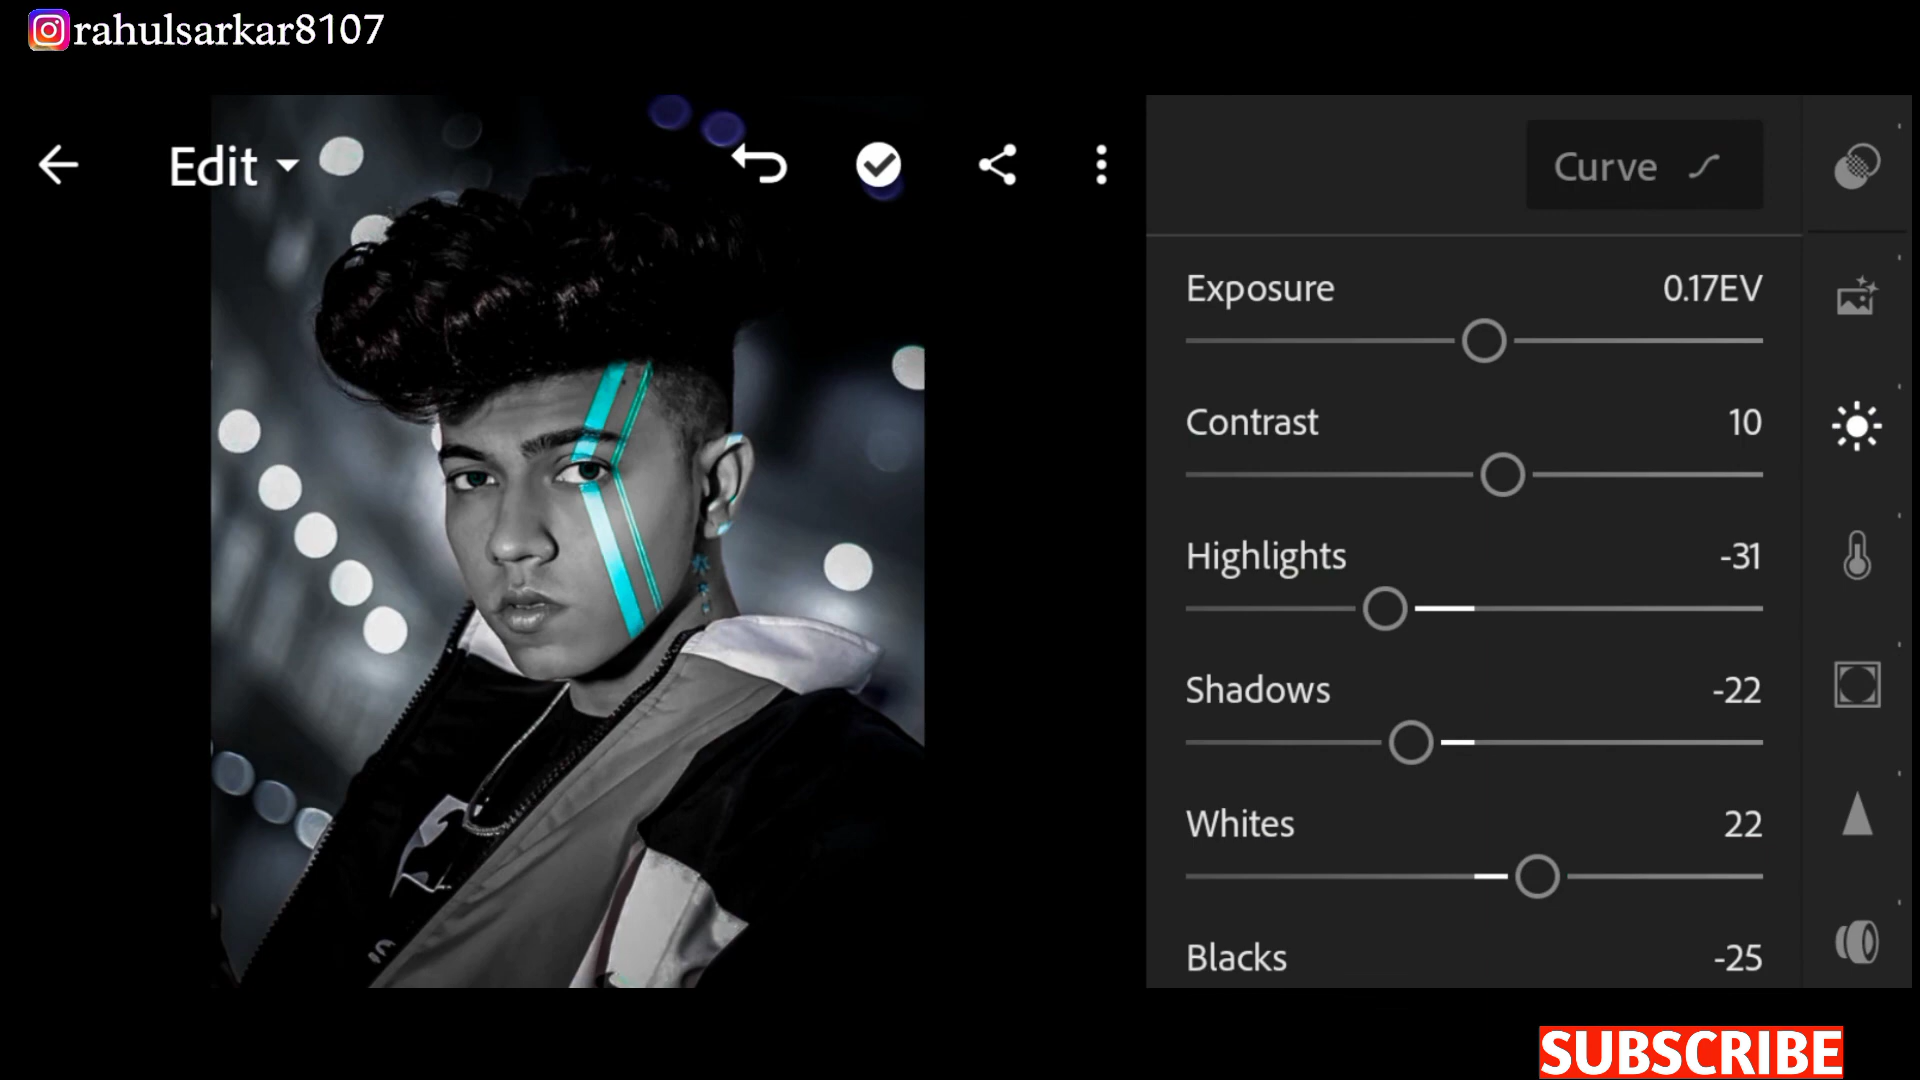 rahulsarkar8107
Edit
Curve
Exposure 0.17EV
Contrast 10
Highlights -31
Shadows -22
Whites 22
Blacks -25
SUBSCRIBE